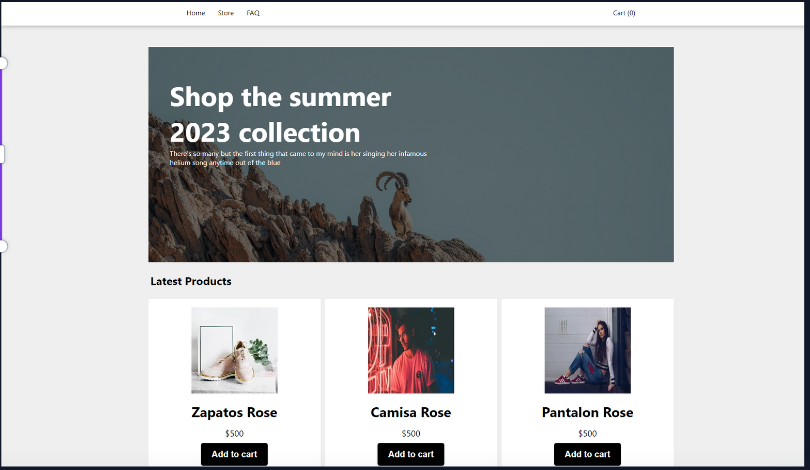 Home Store FAQ Cart (0)
Shop the summer
2023 collection
There's so many but the first thing that came to my mind is her singing her infamous
helium song anytime out of the blue
Latest Products
Zapatos Rose Camisa Rose Pantalon Rose
$500 $500 $500
Add to cart Add to cart Add to cart